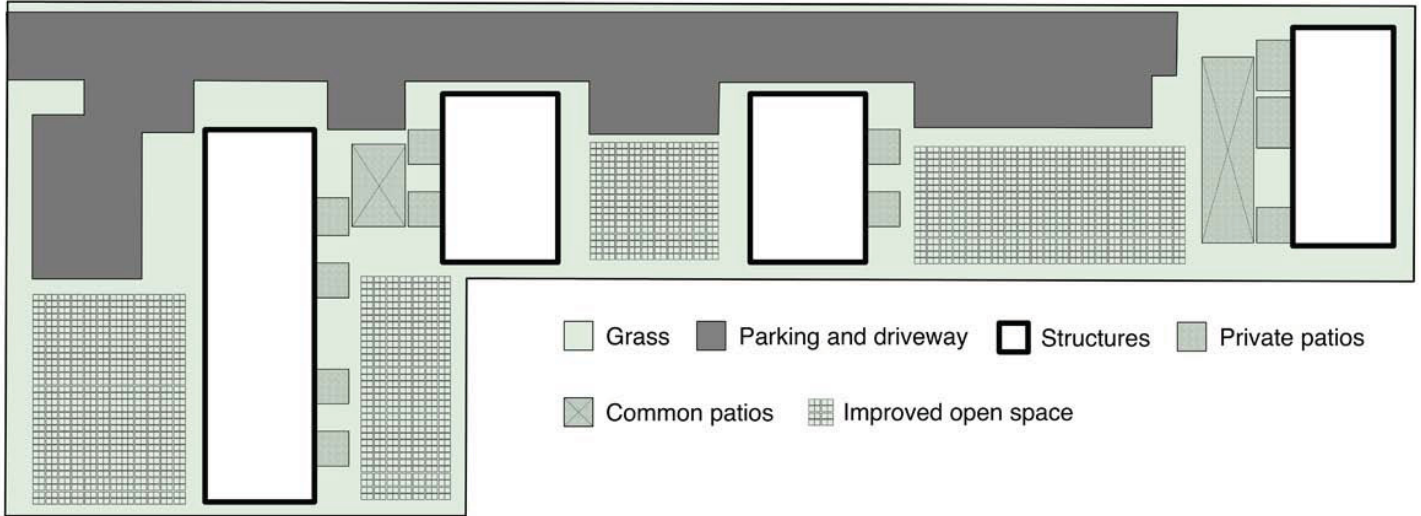 Grass Parking and driveway Structures Private patios
Common patios Improved open space